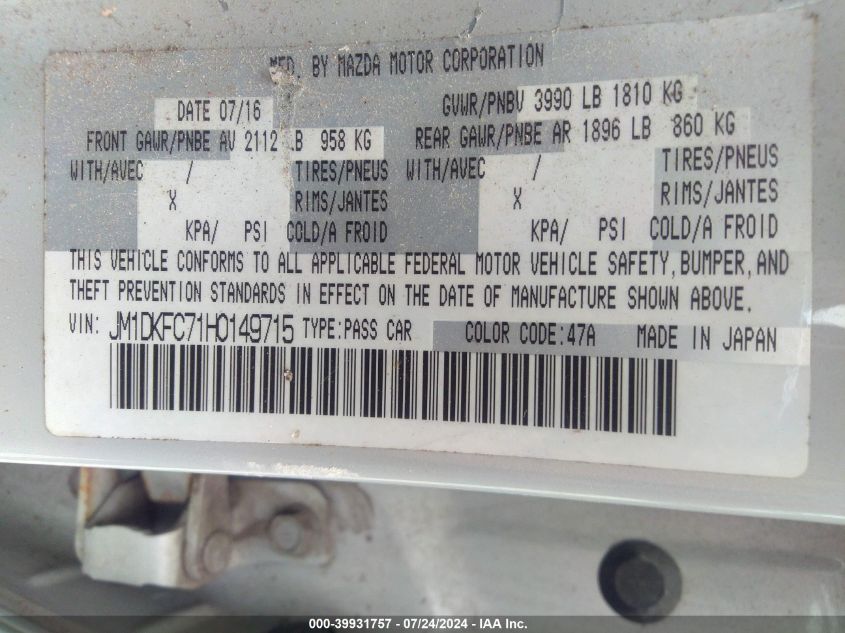 MFD. BY MAZDA MOTOR CORPORATION
DATE 07/16 GVWR/PNBV 3990 LB 1810 KG
FRONT GAWR/PNBE AV 2112 LB 958 KG REAR GAWR/PNBE AR 1896 LB 860 KG
WITH/AVEC / TIRES/PNEUS WITH/AVEC / TIRES/PNEUS
X RIMS/JANTES X RIMS/JANTES
KPA/ PSI COLD/A FROID KPA/ PSI COLD/A FROID
THIS VEHICLE CONFORMS TO ALL APPLICABLE FEDERAL MOTOR VEHICLE SAFETY, BUMPER, AND
THEFT PREVENTION STANDARDS IN EFFECT ON THE DATE OF MANUFACTURE SHOWN ABOVE.
VIN: JM1DKFC71H0149715 TYPE:PASS CAR COLOR CODE:47A MADE IN JAPAN
000-39931757 / 07/24/2024 - IAA Inc.